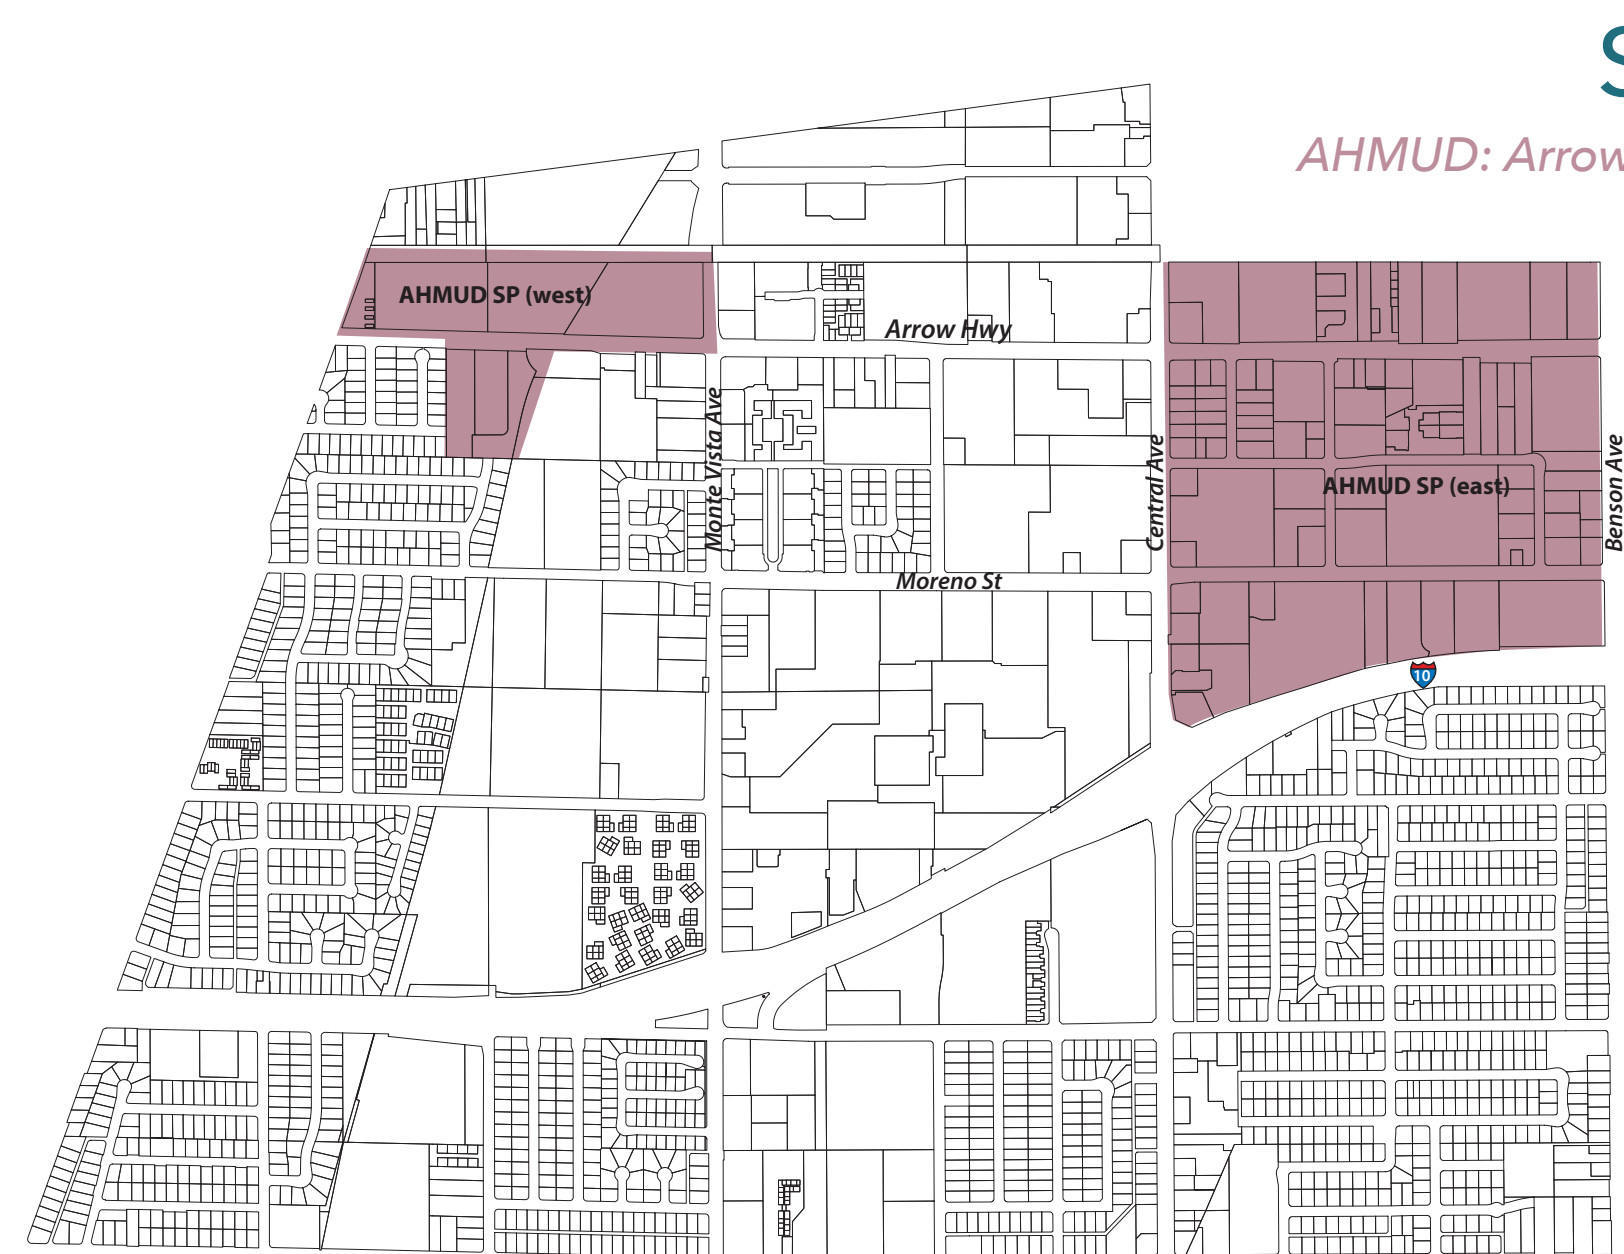 S
AHMUD: Arrow
AHMUD SP (west)
Arrow Hwy
Monte Vista Ave
Central Ave
AHMUD SP (east)
Benson Ave
Moreno St
10